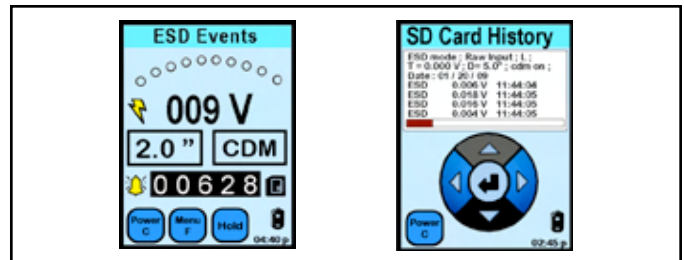 ESD Events
009 V
2.0 ” CDM
00628
Power C Menu F Hold
04:40 p
SD Card History
ESD mode ; Raw Input ; L ;
T = 0.000 V ; D= 5.0" ; cdm on ;
Date : 01 / 20 / 09
ESD 0.006 V 11:44:04
ESD 0.018 V 11:44:05
ESD 0.016 V 11:44:05
ESD 0.004 V 11:44:05
Power C
02:45 p